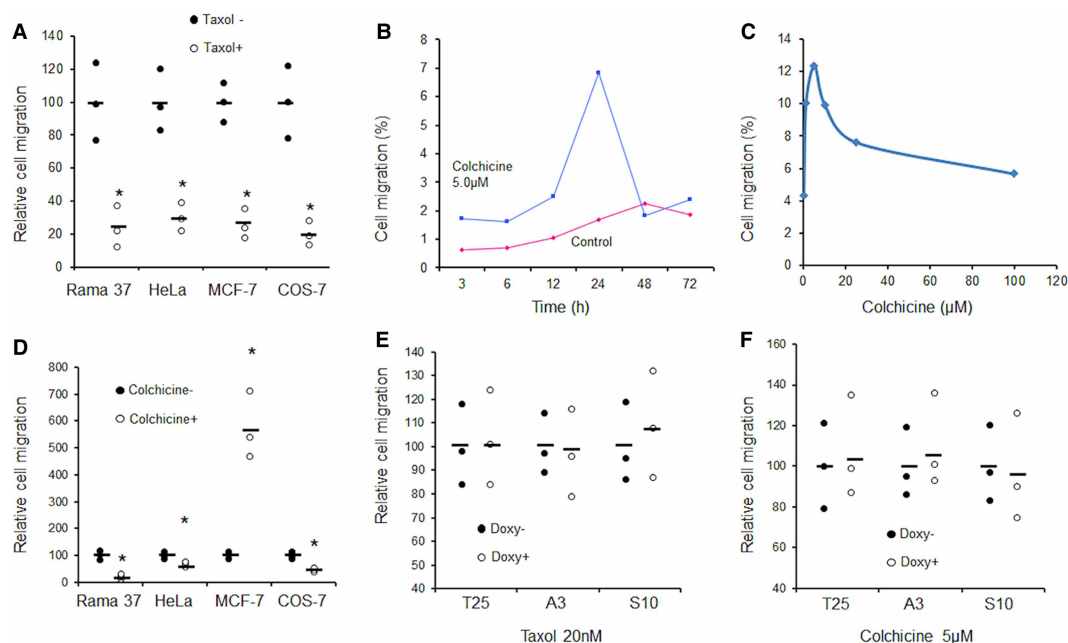 A
Taxol -
Taxol+
Relative cell migration
140
120
100
80
60
40
20
0
* * * *
Rama 37 HeLa MCF-7 COS-7
B
Cell migration (%)
8
7
6
5
4
3
2
1
0
Colchicine
5.0µM
Control
3 6 12 24 48 72
Time (h)
C
Cell migration (%)
14
12
10
8
6
4
2
0
0 20 40 60 80 100 120
Colchicine (µM)
D
Relative cell migration
800
700
600
500
400
300
200
100
0
Colchicine-
Colchicine+
* * * *
Rama 37 HeLa MCF-7 COS-7
E
Relative cell migration
140
130
120
110
100
90
80
70
60
50
40
Doxy-
Doxy+
T25 A3 S10
Taxol 20nM
F
Relative cell migration
160
140
120
100
80
60
40
Doxy-
Doxy+
T25 A3 S10
Colchicine 5µM